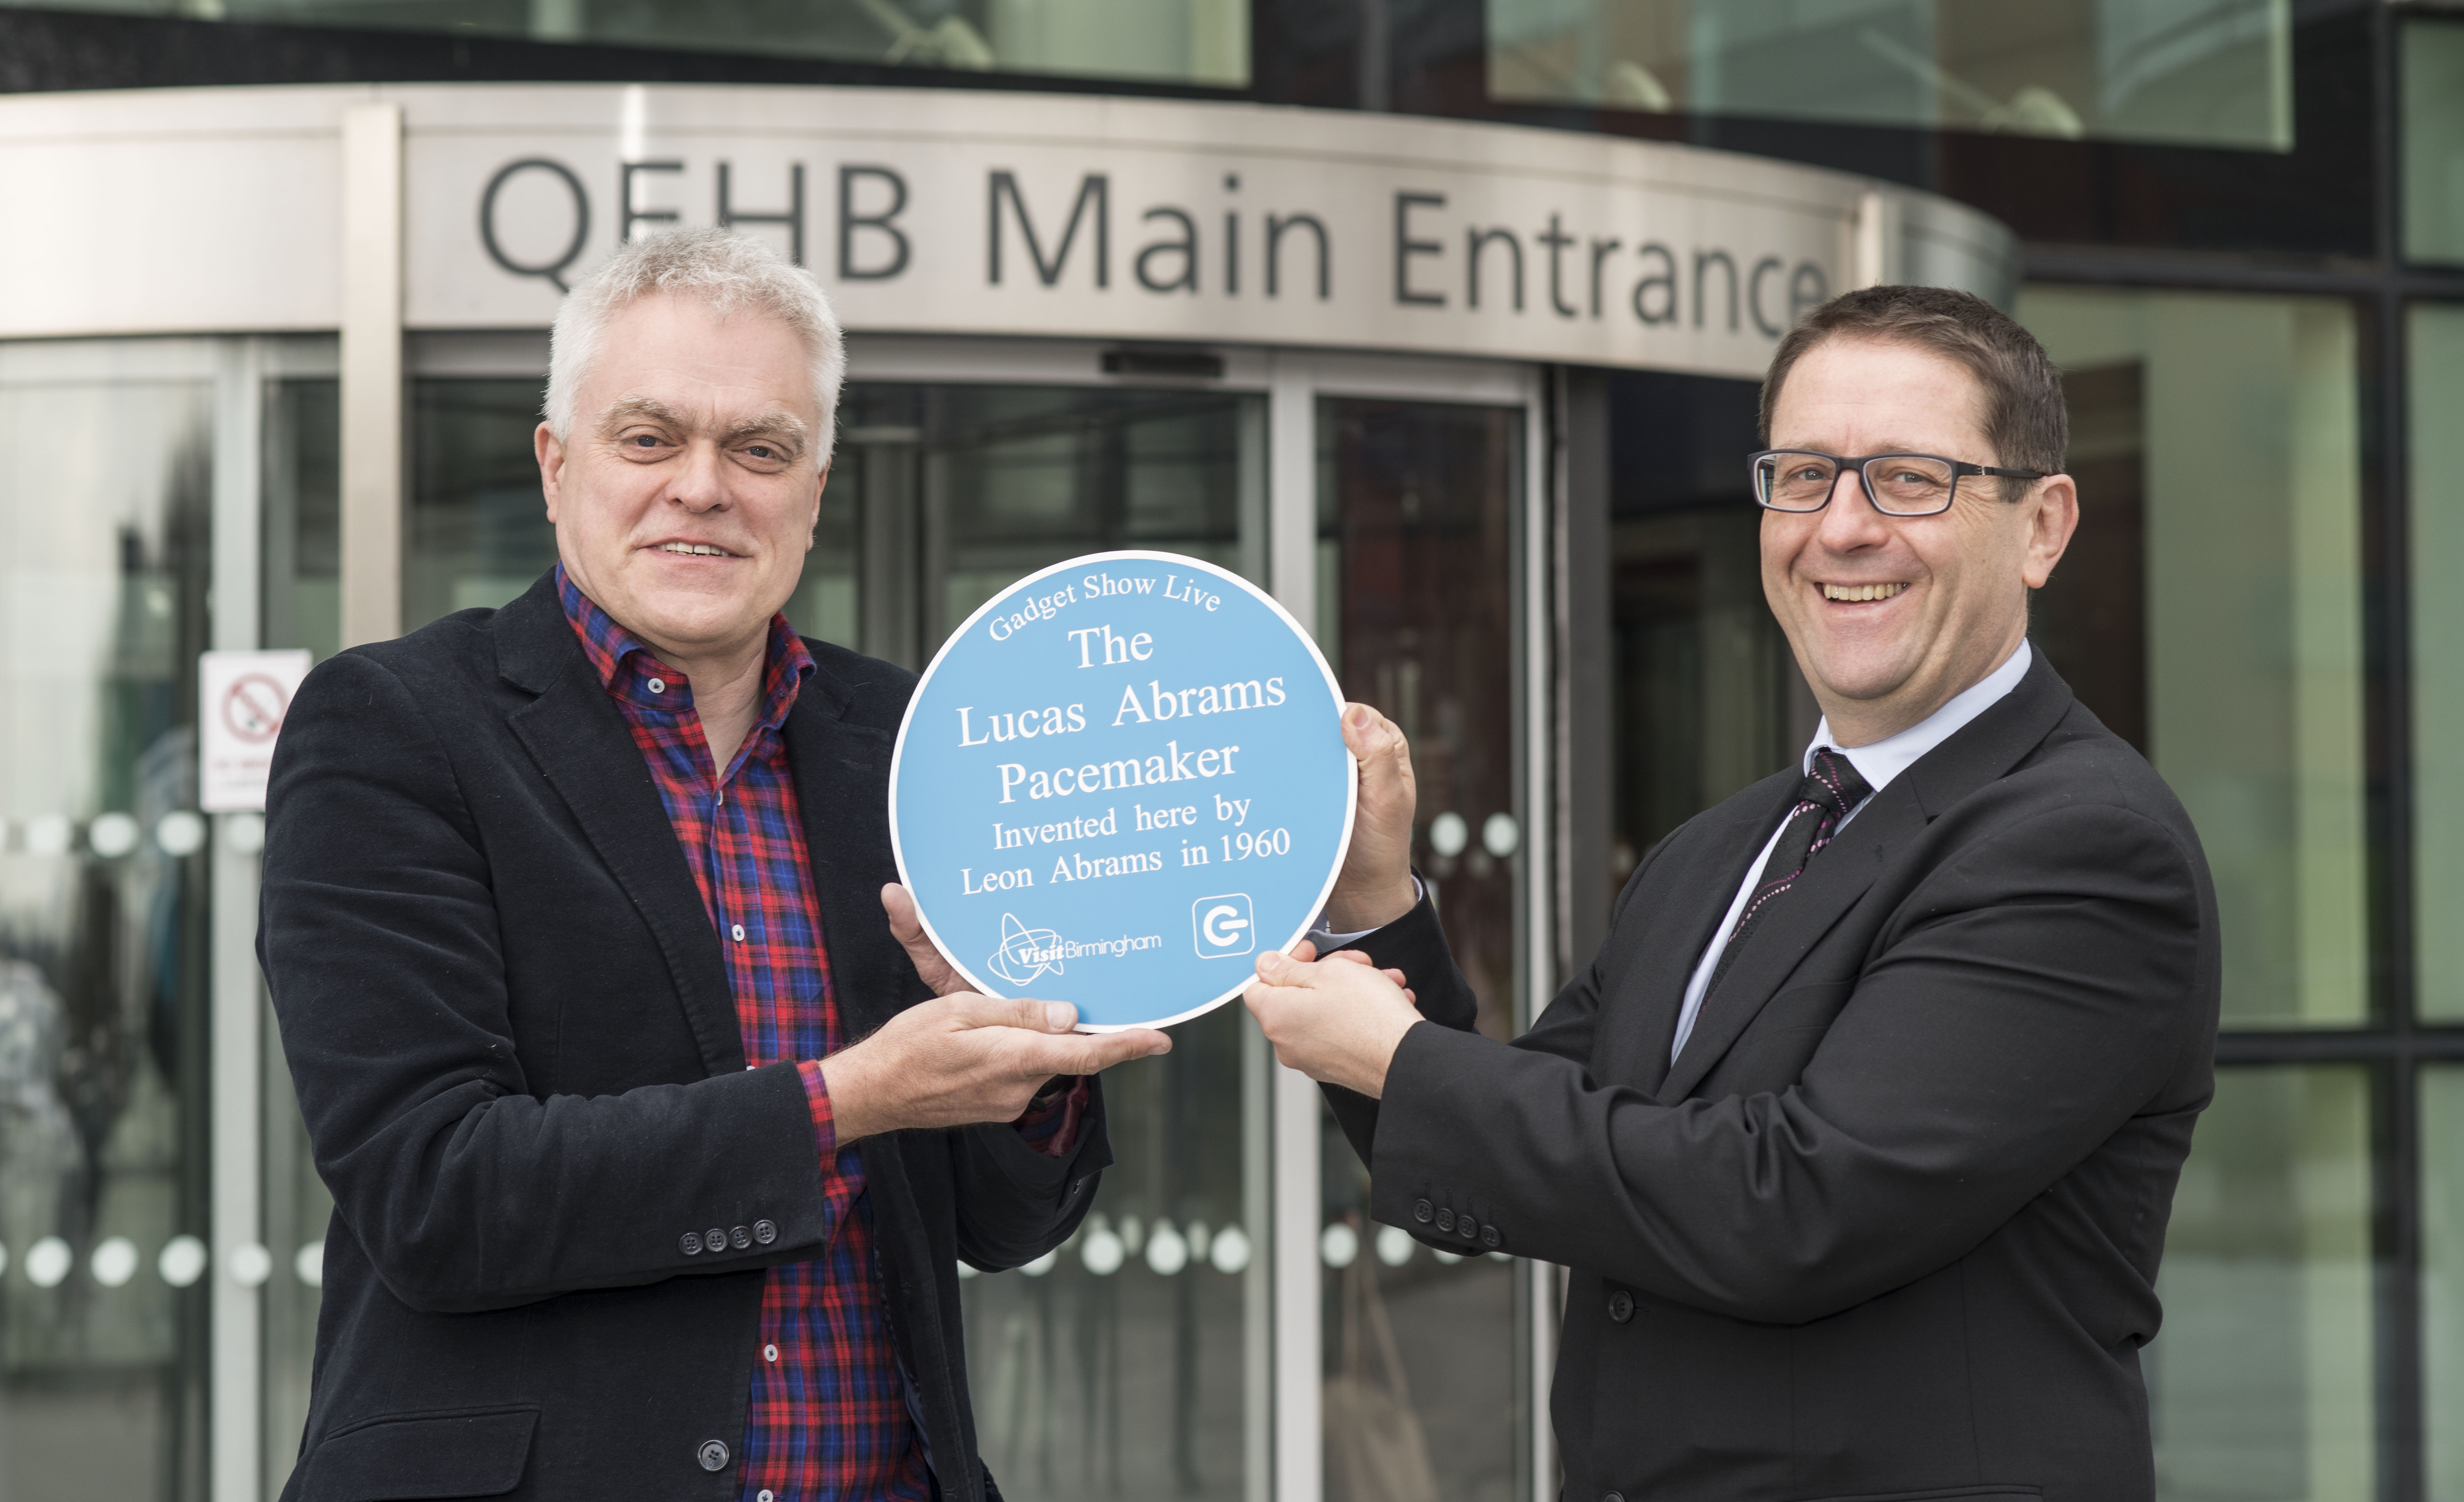 QEHB Main Entrance
Gadget Show Live
The
Lucas Abrams
Pacemaker
Invented here by
Leon Abrams in 1960
Visit Birmingham